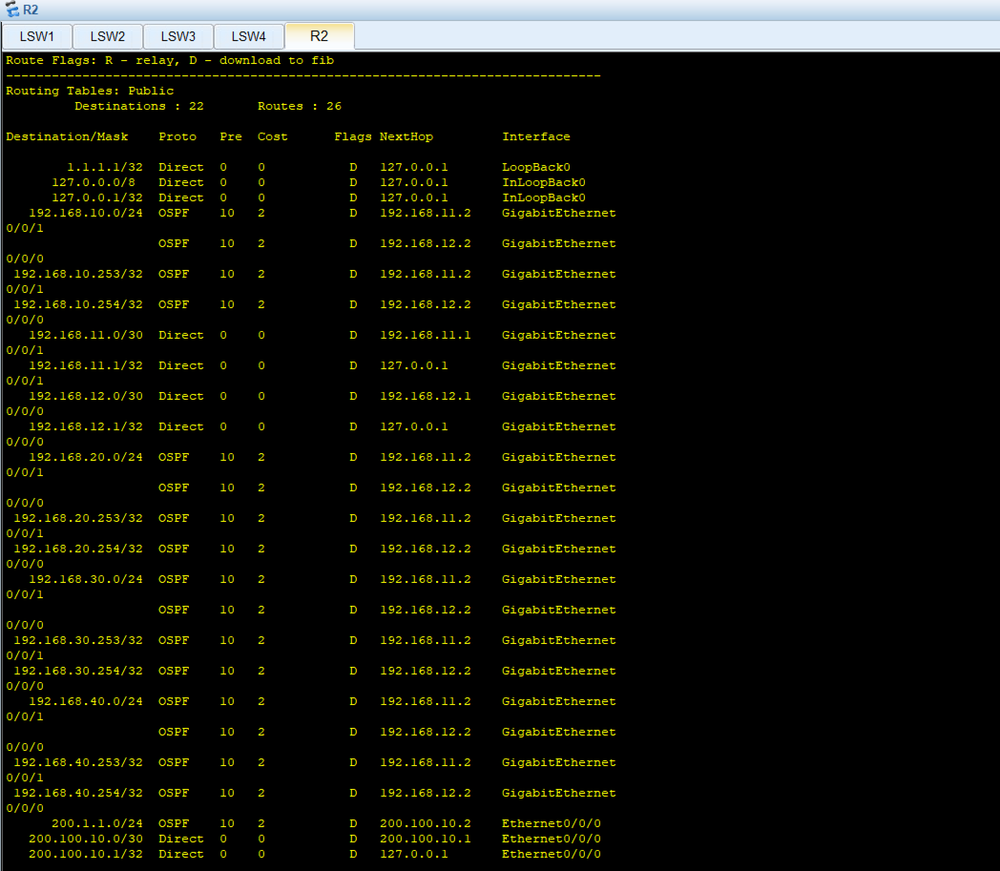 R2
LSW1 LSW2 LSW3 LSW4 R2
Route Flags: R - relay, D - download to fib
------------------------------------------------------------------------------
Routing Tables: Public
         Destinations : 22       Routes : 26

Destination/Mask    Proto   Pre  Cost      Flags NextHop         Interface

        1.1.1.1/32  Direct  0    0           D   127.0.0.1       LoopBack0
      127.0.0.0/8   Direct  0    0           D   127.0.0.1       InLoopBack0
      127.0.0.1/32  Direct  0    0           D   127.0.0.1       InLoopBack0
   192.168.10.0/24  OSPF    10   2           D   192.168.11.2    GigabitEthernet
0/0/1
                    OSPF    10   2           D   192.168.12.2    GigabitEthernet
0/0/0
 192.168.10.253/32  OSPF    10   2           D   192.168.11.2    GigabitEthernet
0/0/1
 192.168.10.254/32  OSPF    10   2           D   192.168.12.2    GigabitEthernet
0/0/0
   192.168.11.0/30  Direct  0    0           D   192.168.11.1    GigabitEthernet
0/0/1
   192.168.11.1/32  Direct  0    0           D   127.0.0.1       GigabitEthernet
0/0/1
   192.168.12.0/30  Direct  0    0           D   192.168.12.1    GigabitEthernet
0/0/0
   192.168.12.1/32  Direct  0    0           D   127.0.0.1       GigabitEthernet
0/0/0
   192.168.20.0/24  OSPF    10   2           D   192.168.11.2    GigabitEthernet
0/0/1
                    OSPF    10   2           D   192.168.12.2    GigabitEthernet
0/0/0
 192.168.20.253/32  OSPF    10   2           D   192.168.11.2    GigabitEthernet
0/0/1
 192.168.20.254/32  OSPF    10   2           D   192.168.12.2    GigabitEthernet
0/0/0
   192.168.30.0/24  OSPF    10   2           D   192.168.11.2    GigabitEthernet
0/0/1
                    OSPF    10   2           D   192.168.12.2    GigabitEthernet
0/0/0
 192.168.30.253/32  OSPF    10   2           D   192.168.11.2    GigabitEthernet
0/0/1
 192.168.30.254/32  OSPF    10   2           D   192.168.12.2    GigabitEthernet
0/0/0
   192.168.40.0/24  OSPF    10   2           D   192.168.11.2    GigabitEthernet
0/0/1
                    OSPF    10   2           D   192.168.12.2    GigabitEthernet
0/0/0
 192.168.40.253/32  OSPF    10   2           D   192.168.11.2    GigabitEthernet
0/0/1
 192.168.40.254/32  OSPF    10   2           D   192.168.12.2    GigabitEthernet
0/0/0
      200.1.1.0/24  OSPF    10   2           D   200.100.10.2    Ethernet0/0/0
   200.100.10.0/30  Direct  0    0           D   200.100.10.1    Ethernet0/0/0
   200.100.10.1/32  Direct  0    0           D   127.0.0.1       Ethernet0/0/0